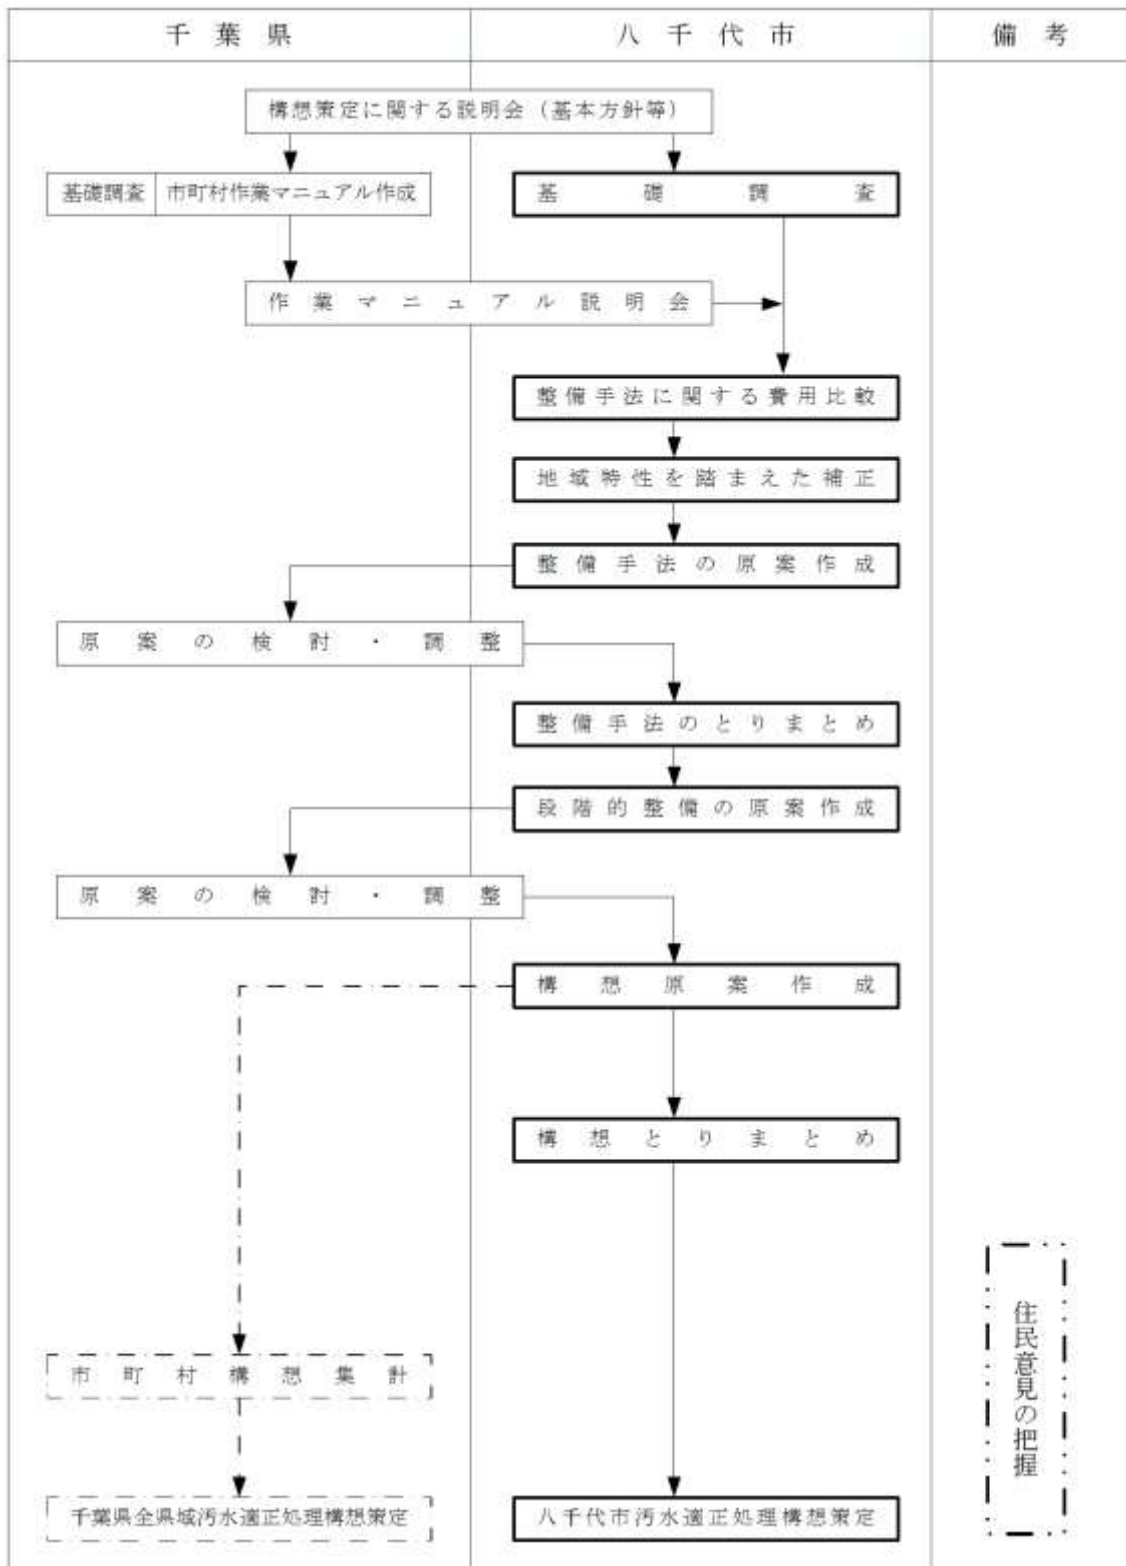 千葉県
八千代市
備考
構想策定に関する説明会（基本方針等）
基礎調査 市町村作業マニュアル作成
基礎調査
作業マニュアル説明会
整備手法に関する費用比較
地域特性を踏まえた補正
整備手法の原案作成
原案の検討・調整
整備手法のとりまとめ
段階的整備の原案作成
原案の検討・調整
構想原案作成
構想とりまとめ
住民意見の把握
市町村構想集計
千葉県全県域汚水適正処理構想策定
八千代市汚水適正処理構想策定